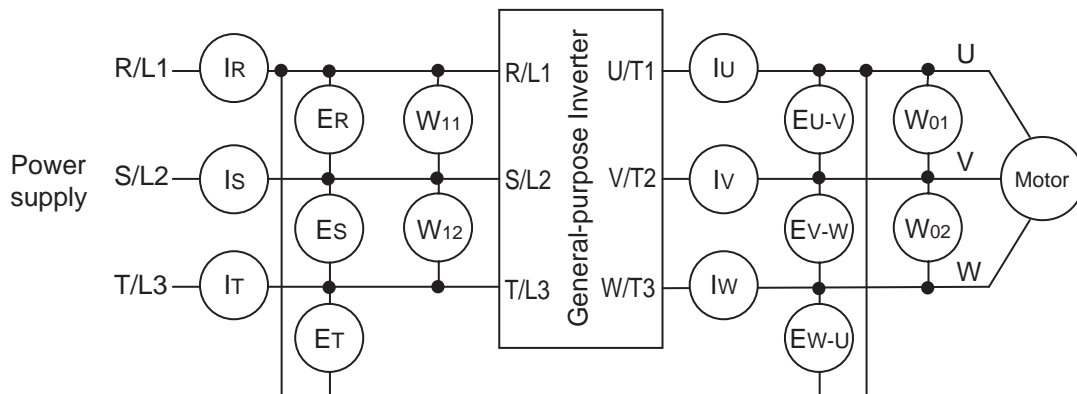 R/L1 IR R/L1 U/T1 IU U
ER W11 EU-V W01
Power
supply
S/L2 IS S/L2 V/T2 IV V
Motor
ES W12 EV-W W02
T/L3 IT T/L3 W/T3 IW W
ET EW-U
General-purpose Inverter